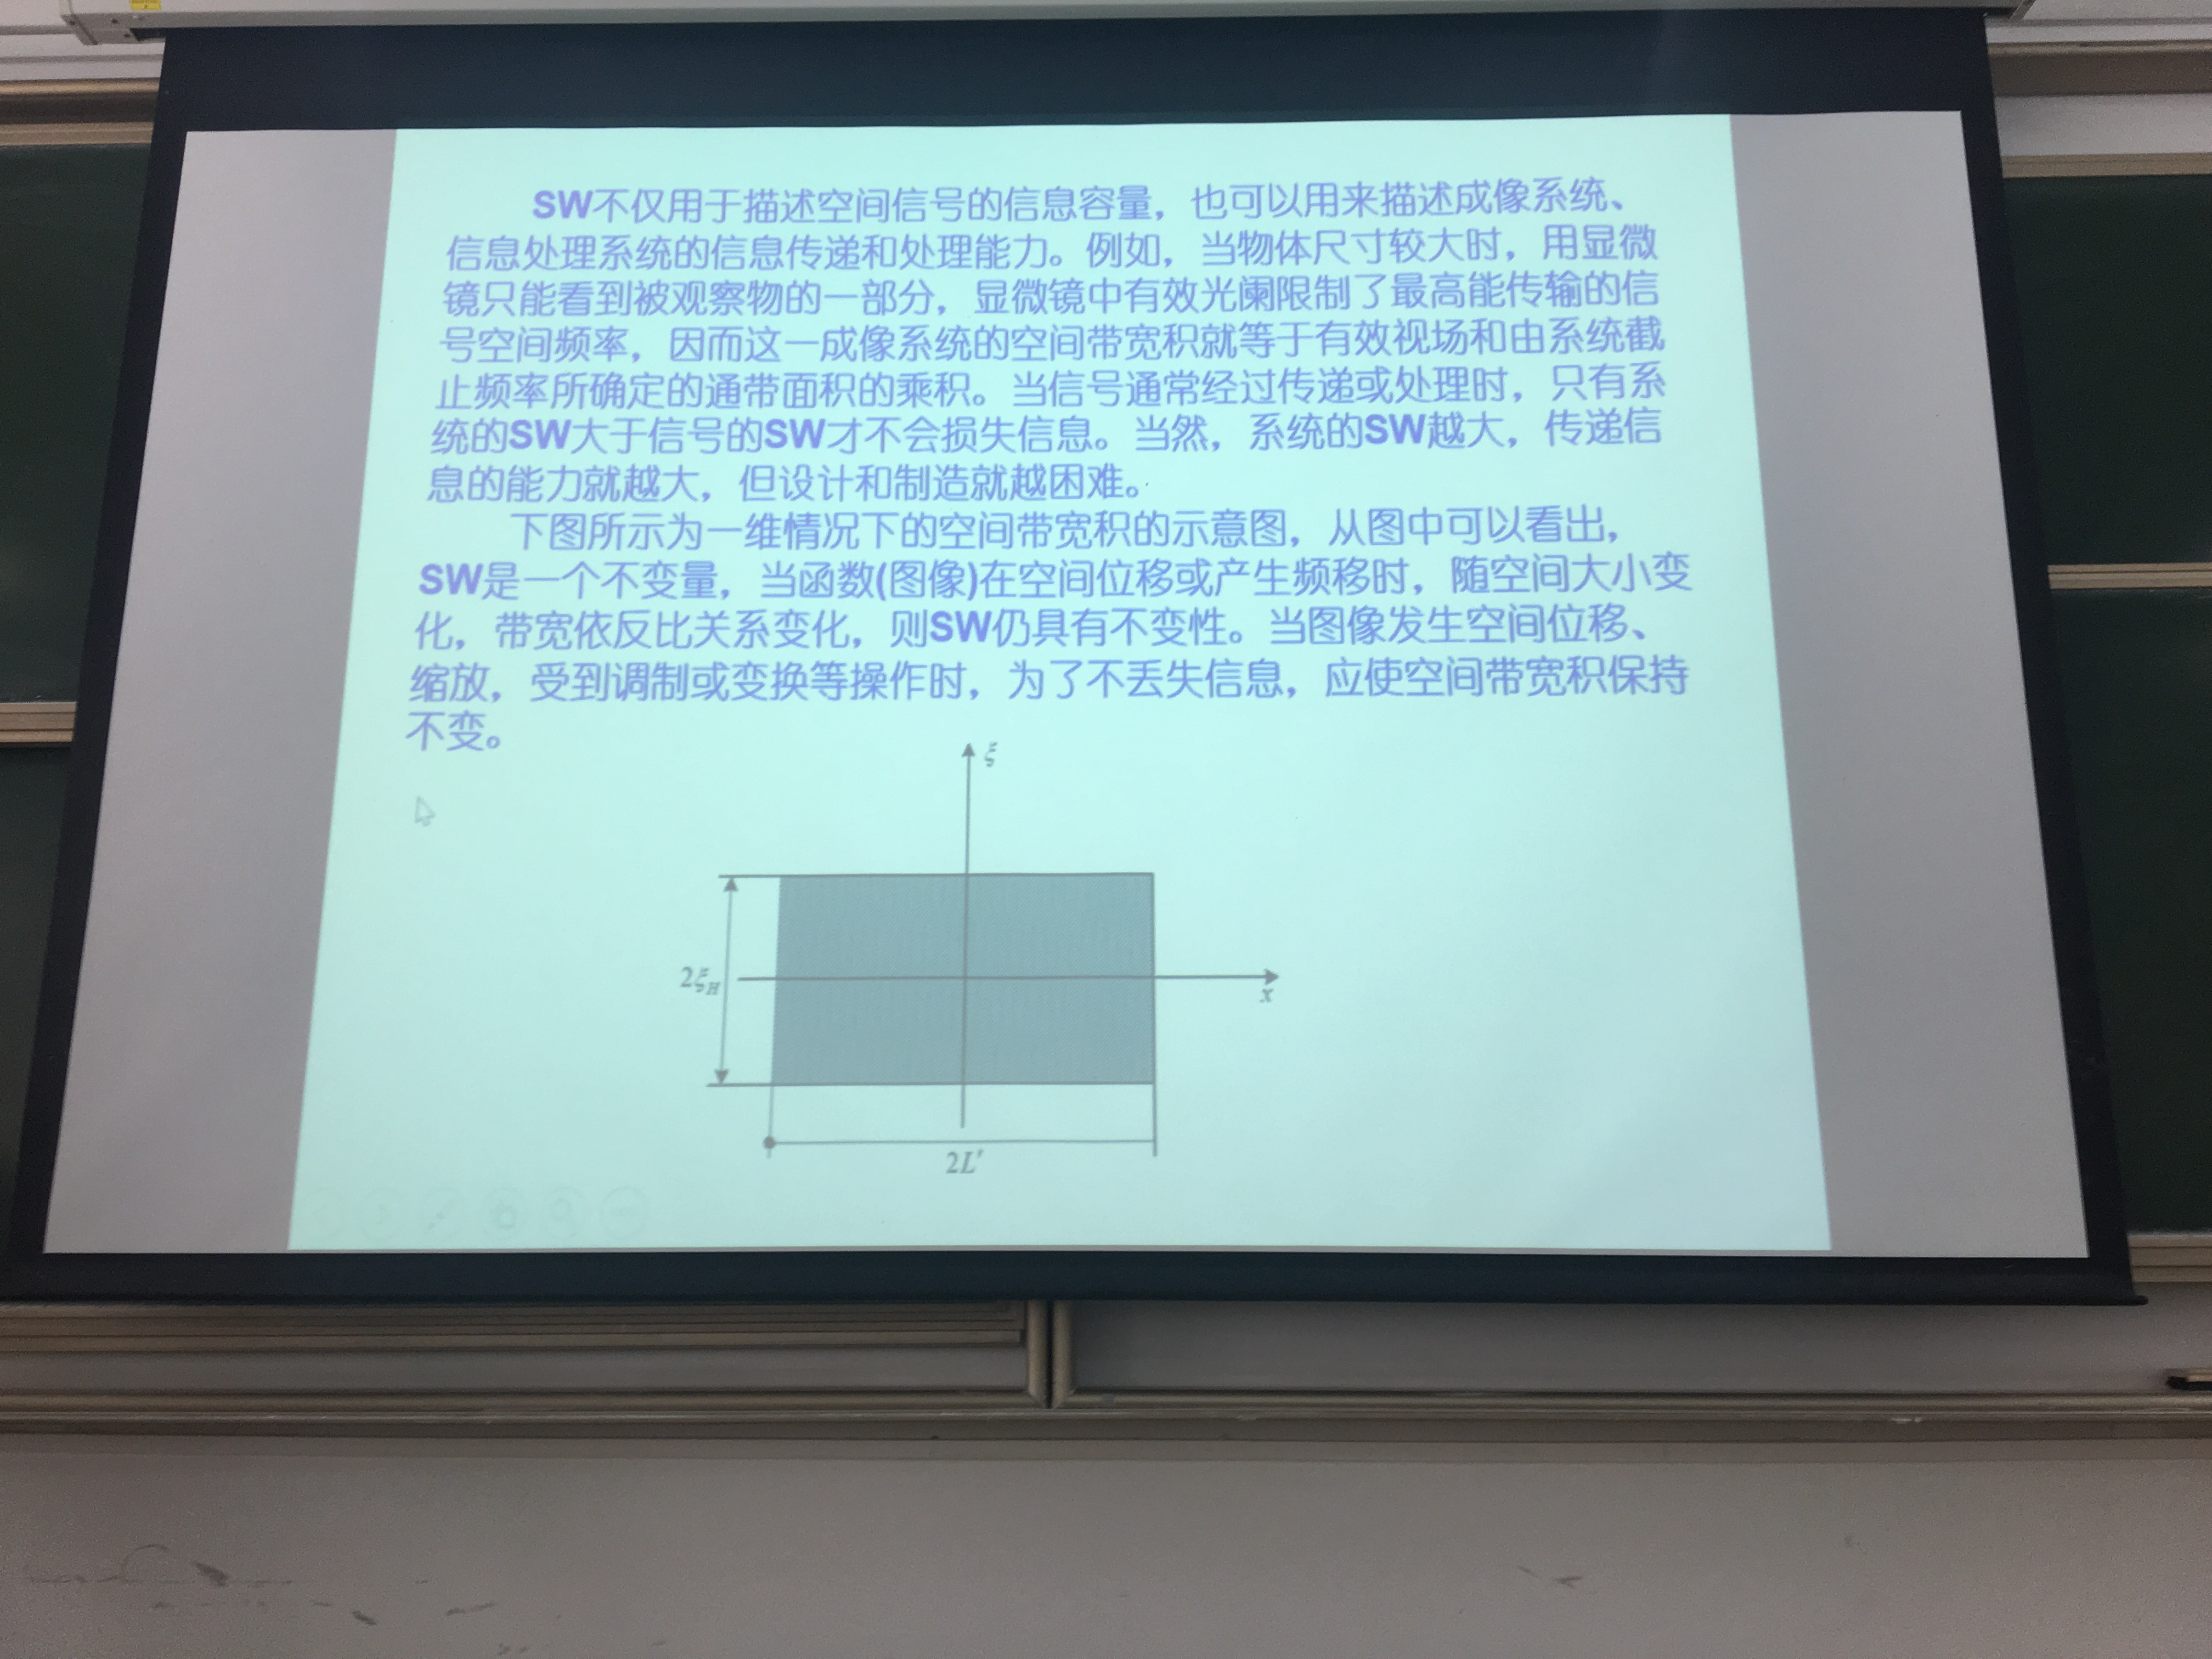 SW不仅用于描述空间信号的信息容量，也可以用来描述成像系统、
信息处理系统的信息传递和处理能力。例如，当物体尺寸较大时，用显微
镜只能看到被观察物的一部分，显微镜中有效光阑限制了最高能传输的信
号空间频率，因而这一成像系统的空间带宽积就等于有效视场和由系统截
止频率所确定的通带面积的乘积。当信号通常经过传递或处理时，只有系
统的SW大于信号的SW才不会损失信息。当然，系统的SW越大，传递信
息的能力就越大，但设计和制造就越困难。
下图所示为一维情况下的空间带宽积的示意图，从图中可以看出，
SW是一个不变量，当函数(图像)在空间位移或产生频移时，随空间大小变
化，带宽依反比关系变化，则SW仍具有不变性。当图像发生空间位移、
缩放，受到调制或变换等操作时，为了不丢失信息，应使空间带宽积保持
不变。
ξ
2ξH
x
2L′